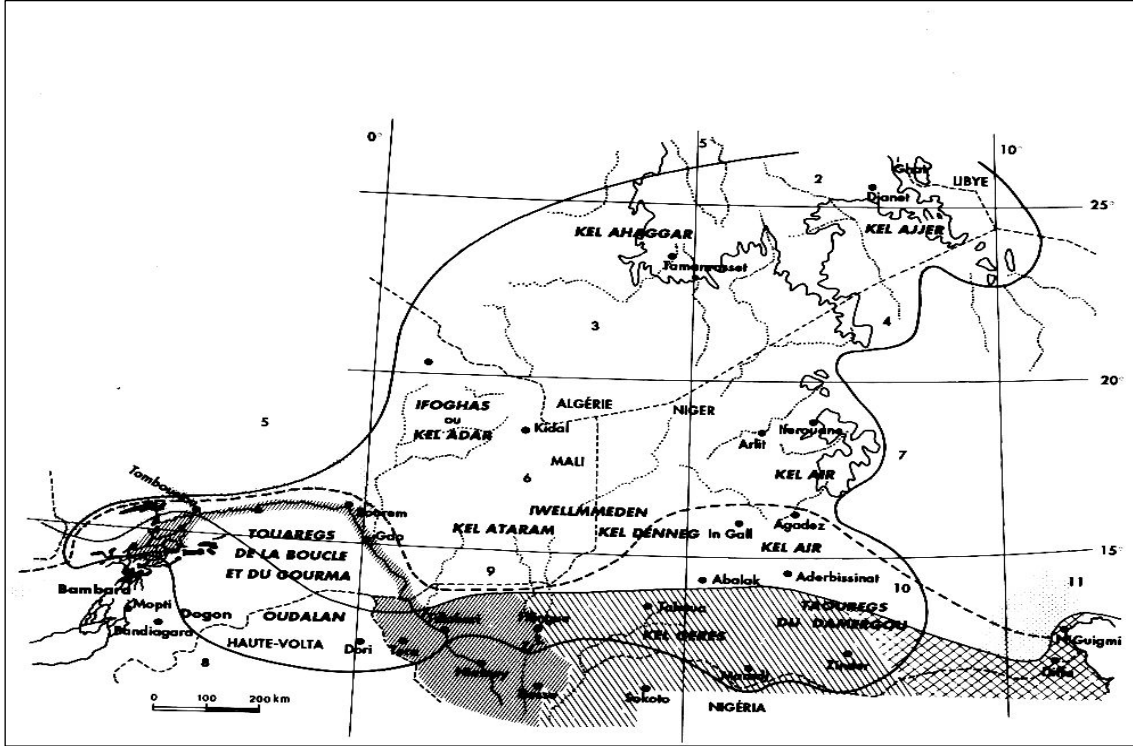 0°
5
10°
Ghat
2
LIBYE
Djanet
25°
KEL AHAGGAR
KEL AJJER
Tamanrasset
3
4
20°
IFOGHAS
OU
KEL ADAR
ALGÉRIE
NIGER
5
Kidal
Arlit
Iferouane
MALI
7
KEL AIR
6
Tombouctou
IWELLMMEDEN
TOUAREGS
DE LA BOUCLE
ET DU GOURMA
KEL ATARAM
KEL DENNEG
In Gall
Agadez
KEL AIR
Gao
15°
9
Abalak
Aderbissinat
10
11
Bambara
Mopti
Dogon
OUDALAN
Bandiagara
Tahoua
TAOUREGS
DU DAMERGOU
KEL GERES
N'Guigmi
HAUTE-VOLTA
Dori
Tera
Niamey
Zinder
8
Dosso
Sokoto
NIGÉRIA
0 100 200 km